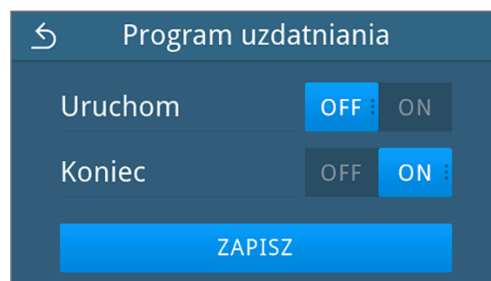 Program uzdatniania
Uruchom OFF ON
Koniec OFF ON
ZAPISZ